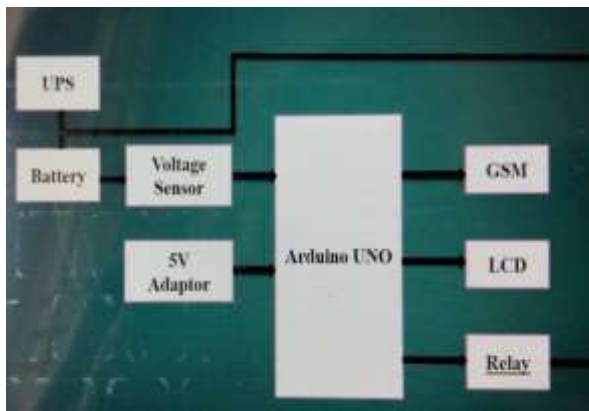 UPS
Battery
Voltage
Sensor
5V
Adaptor
Arduino UNO
GSM
LCD
Relay